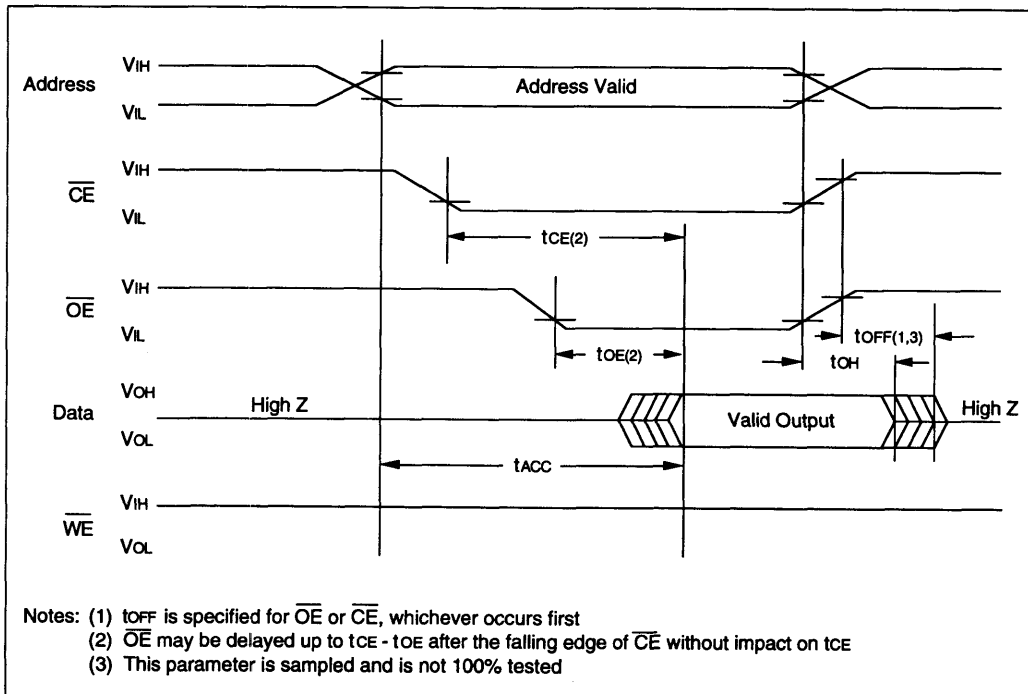 Address
VIH
VIL
Address Valid
CE
VIH
VIL
tCE(2)
OE
VIH
VIL
tOE(2)
tOFF(1,3)
tOH
Data
VOH
VOL
High Z
Valid Output
High Z
tACC
WE
VIH
VOL
Notes: (1) tOFF is specified for OE or CE, whichever occurs first
(2) OE may be delayed up to tCE - tOE after the falling edge of CE without impact on tCE
(3) This parameter is sampled and is not 100% tested